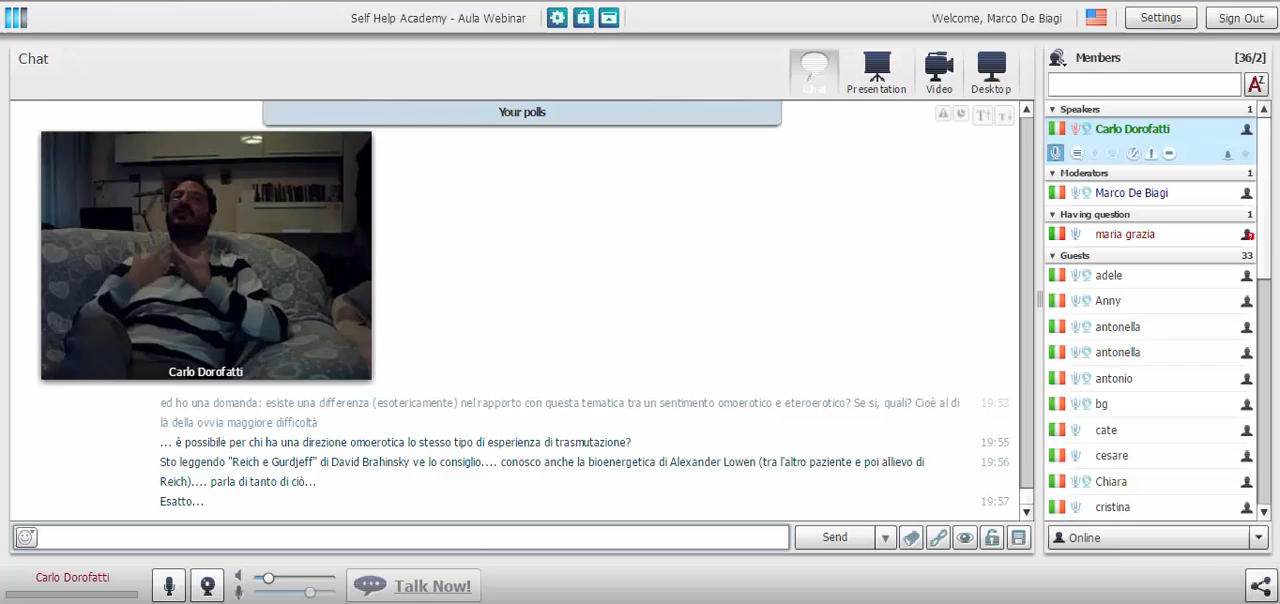 Self Help Academy - Aula Webinar
Welcome, Marco De Biagi
Settings
Sign Out
Chat
Chat
Presentation
Video
Desktop
Members
[36/2]
Your polls
Speakers 1
Carlo Dorofatti
Moderators 1
Marco De Biagi
Having question 1
maria grazia
Guests 33
adele
Anny
antonella
antonella
antonio
bg
cate
cesare
Chiara
cristina
Carlo Dorofatti
ed ho una domanda: esiste una differenza (esotericamente) nel rapporto con questa tematica tra un sentimento omoerotico e eteroerotico? Se si, quali? Cioè al di 19:53
là della ovvia maggiore difficoltà
... è possibile per chi ha una direzione omoerotica lo stesso tipo di esperienza di trasmutazione? 19:55
Sto leggendo "Reich e Gurdjeff" di David Brahinsky ve lo consiglio.... conosco anche la bioenergetica di Alexander Lowen (tra l'altro paziente e poi allievo di 19:56
Reich).... parla di tanto di ciò...
Esatto... 19:57
Send
Online
Carlo Dorofatti
Talk Now!